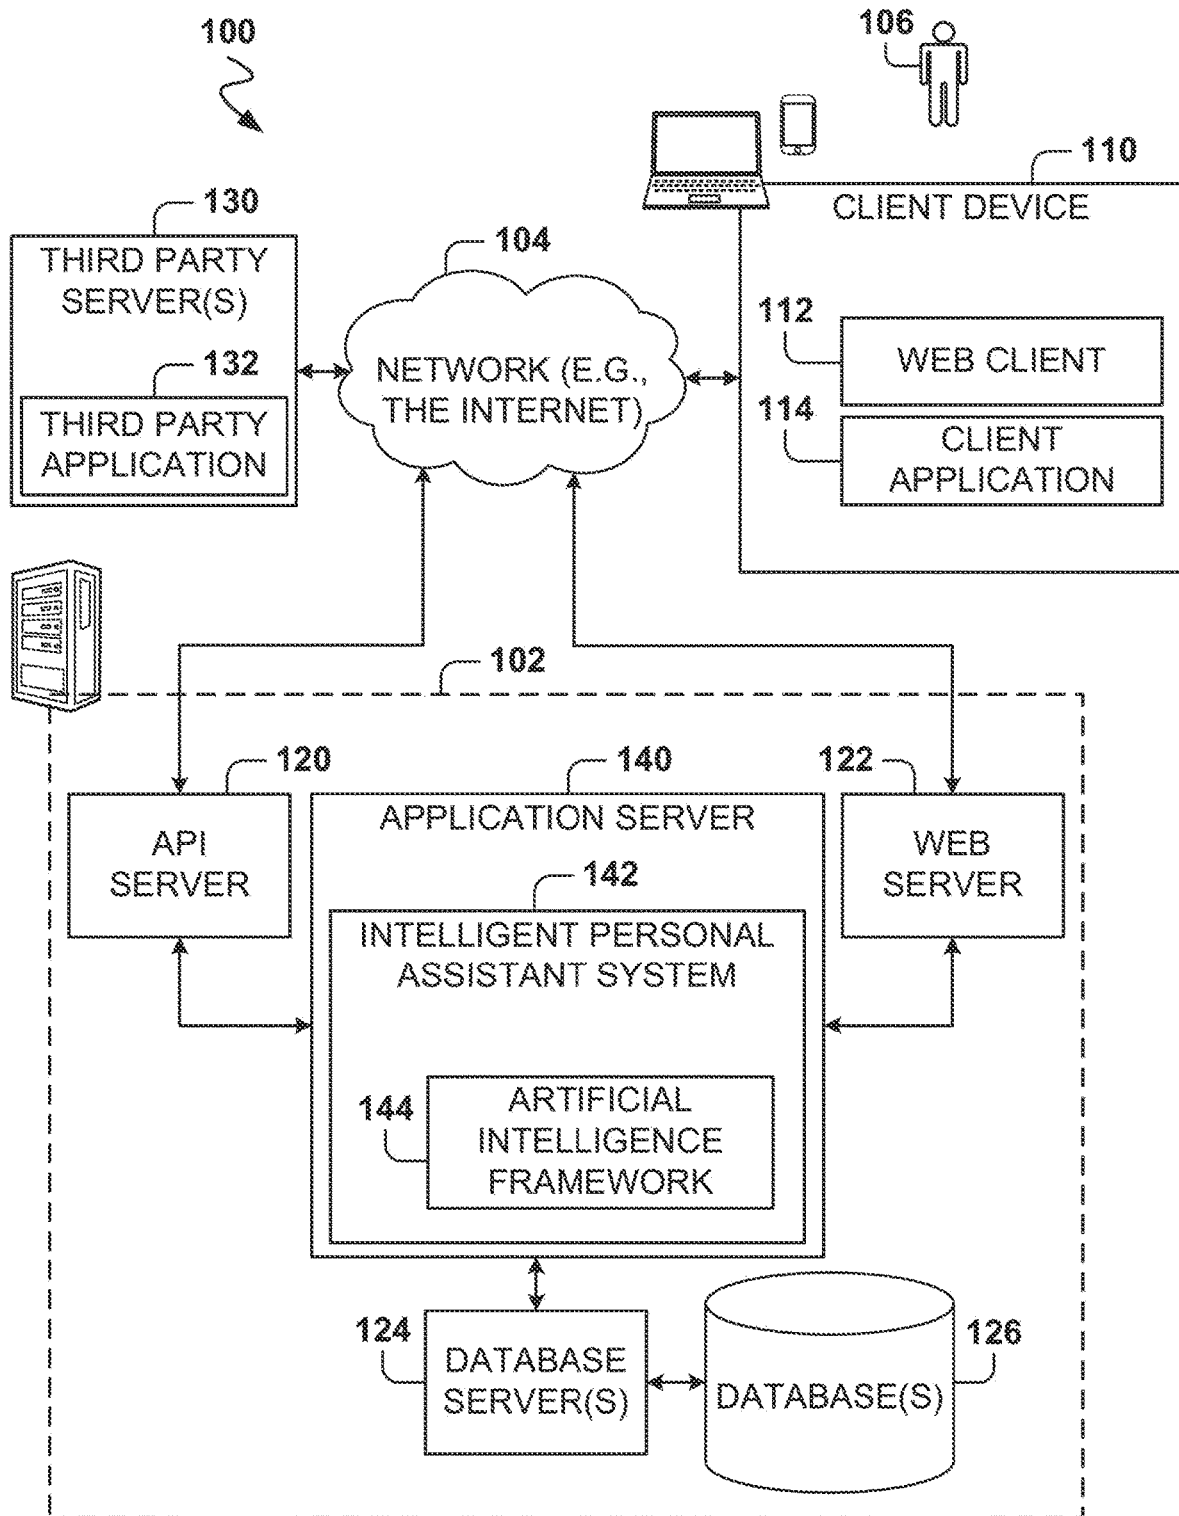 100
106
110
CLIENT DEVICE
130
THIRD PARTY
SERVER(S)
132
THIRD PARTY
APPLICATION
104
NETWORK (E.G.,
THE INTERNET)
112
WEB CLIENT
114
CLIENT
APPLICATION
102
120
API
SERVER
140
APPLICATION SERVER
122
WEB
SERVER
142
INTELLIGENT PERSONAL
ASSISTANT SYSTEM
144
ARTIFICIAL
INTELLIGENCE
FRAMEWORK
124
DATABASE
SERVER(S)
126
DATABASE(S)